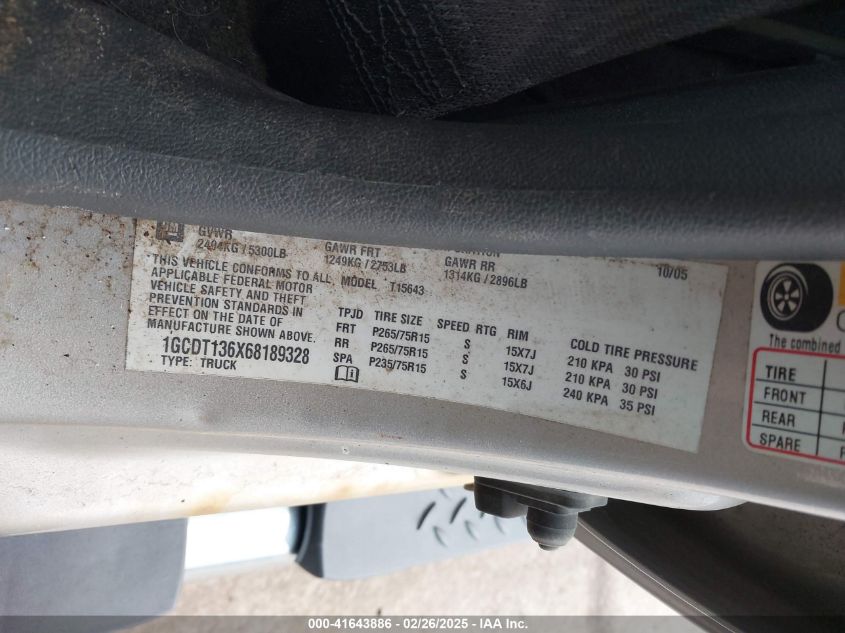 GM
10/05
GVWR GAWR FRT GAWR RR
2404KG / 5300LB 1249KG / 2753LB 1314KG / 2896LB
THIS VEHICLE CONFORMS TO ALL MODEL T15643
APPLICABLE FEDERAL MOTOR
VEHICLE SAFETY AND THEFT
PREVENTION STANDARDS IN
EFFECT ON THE DATE OF
MANUFACTURE SHOWN ABOVE.
1GCDT136X68189328
TYPE: TRUCK
TPJD TIRE SIZE SPEED RTG RIM COLD TIRE PRESSURE
FRT P265/75R15 S 15X7J 210 KPA 30 PSI
RR P265/75R15 S 15X7J 210 KPA 30 PSI
SPA P235/75R15 S 15X6J 240 KPA 35 PSI
The combined
TIRE
FRONT
REAR
SPARE
000-41643886 - 02/26/2025 - IAA Inc.